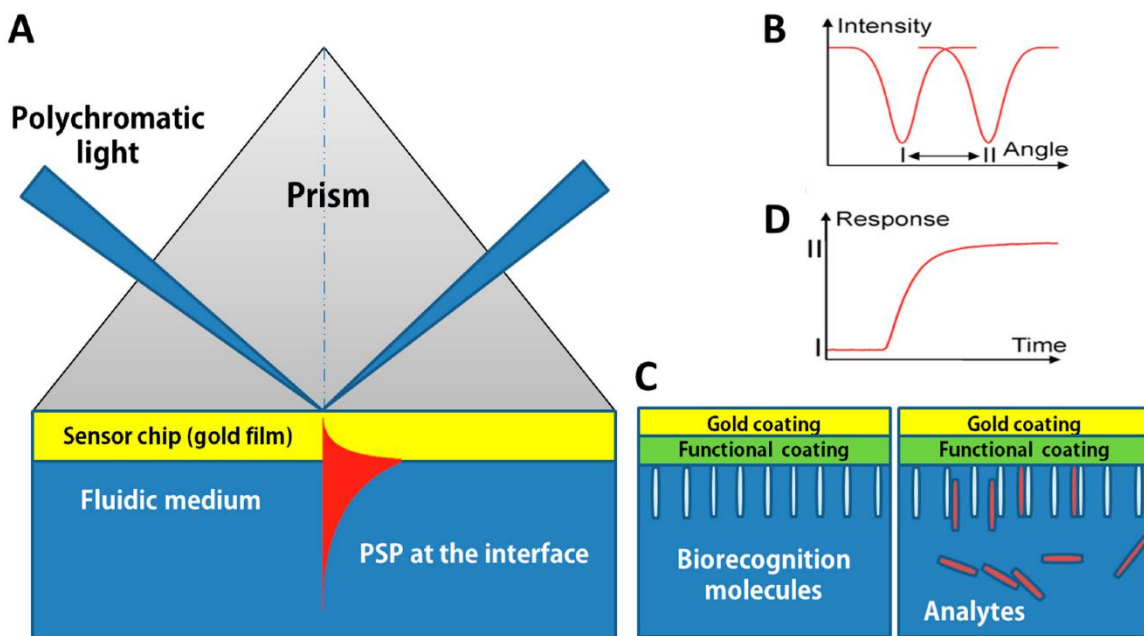 A
Polychromatic
light
Prism
Sensor chip (gold film)
Fluidic medium
PSP at the interface
B
Intensity
I
II
Angle
D
Response
II
I
Time
C
Gold coating
Functional coating
Biorecognition
molecules
Gold coating
Functional coating
Analytes